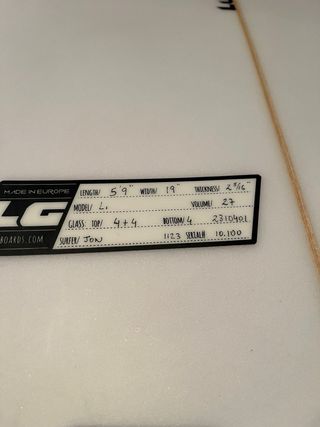 MADE IN EUROPE
LENGTH/ 5'9" WIDTH/ 19" THICKNESS/ 2 5/16"
LG
MODEL/ L1 VOLUME/ 27
GLASS: TOP/ 4+4 BOTTOM/ 4 2310401
BOARDS.COM
SURFER/ JON 1123 SERIAL# 10.100